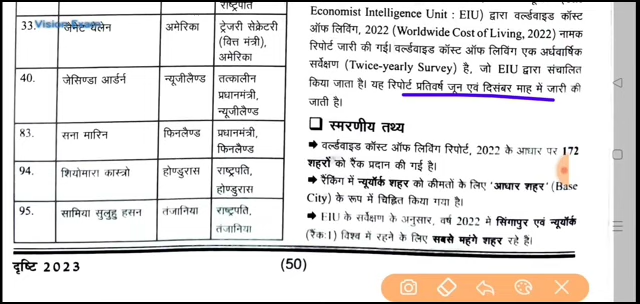 राष्ट्रपति
33. जेनेट येलेन अमेरिका ट्रेजरी सेक्रेटरी
(वित्त मंत्री),
अमेरिका
40. जेसिण्डा आर्डर्न न्यूजीलैण्ड तत्कालीन
प्रधानमंत्री,
न्यूजीलैण्ड
83. सना मारिन फिनलैण्ड प्रधानमंत्री,
फिनलैण्ड
94. शियोमारा कास्त्रो होण्डुरास राष्ट्रपति,
होण्डुरास
95. सामिया सुलुहु हसन तंजानिया राष्ट्रपति,
तंजानिया
दृष्टि 2023
(50)
Economist Intelligence Unit : EIU) द्वारा वर्ल्डवाइड कॉस्ट
ऑफ लिविंग, 2022 (Worldwide Cost of Living, 2022) नामक
रिपोर्ट जारी की गई। वर्ल्डवाइड कॉस्ट ऑफ लिविंग एक अर्धवार्षिक
सर्वेक्षण (Twice-yearly Survey) है, जो EIU द्वारा संचालित
किया जाता है। यह रिपोर्ट प्रतिवर्ष जून एवं दिसंबर माह में जारी की
जाती है।
स्मरणीय तथ्य
➡ वर्ल्डवाइड कॉस्ट ऑफ लिविंग रिपोर्ट, 2022 के आधार पर 172
शहरों को रैंक प्रदान की गई है।
➡ रैंकिंग में न्यूयॉर्क शहर को कीमतों के लिए 'आधार शहर' (Base
City) के रूप में चिह्नित किया गया है।
➡ EIU के सर्वेक्षण के अनुसार, वर्ष 2022 मे सिंगापुर एवं न्यूयॉर्क
(रैंक:1) विश्व में रहने के लिए सबसे महंगे शहर रहे है।